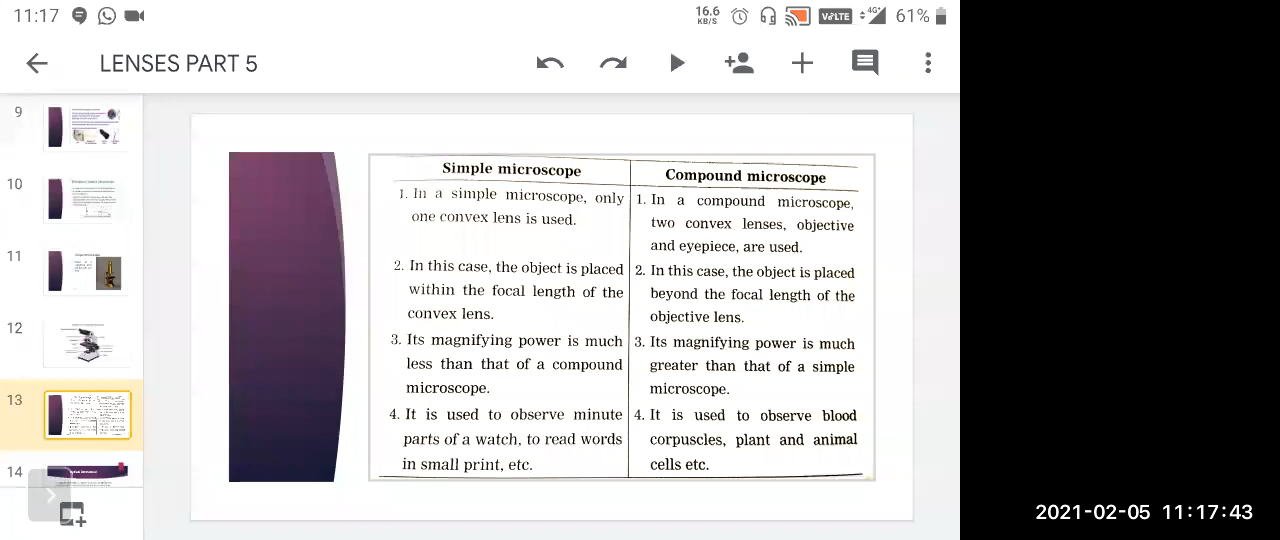 11:17
16.6
KB/S
VoLTE
4G+
61%
LENSES PART 5
9
10
11
12
13
14
Simple microscope
Compound microscope
1. In a simple microscope, only
one convex lens is used.
1. In a compound microscope,
two convex lenses, objective
and eyepiece, are used.
2. In this case, the object is placed
within the focal length of the
convex lens.
2. In this case, the object is placed
beyond the focal length of the
objective lens.
3. Its magnifying power is much
less than that of a compound
microscope.
3. Its magnifying power is much
greater than that of a simple
microscope.
4. It is used to observe minute
parts of a watch, to read words
in small print, etc.
4. It is used to observe blood
corpuscles, plant and animal
cells etc.
2021-02-05 11:17:43